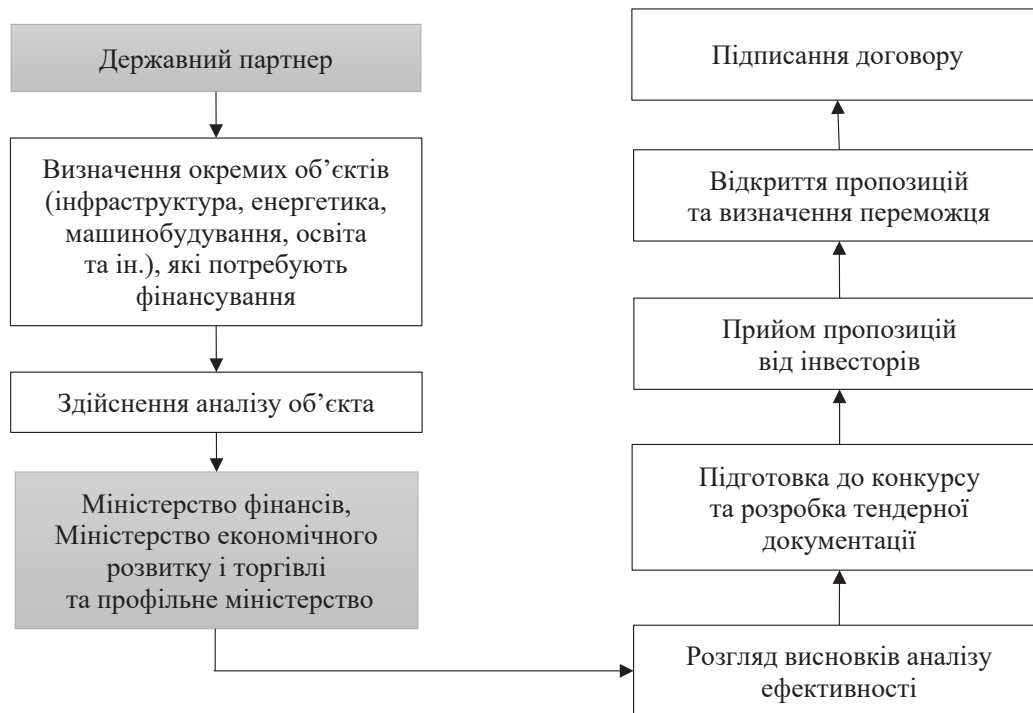 Державний партнер
Визначення окремих об’єктів
(інфраструктура, енергетика,
машинобудування, освіта
та ін.), які потребують
фінансування
Здійснення аналізу об’єкта
Міністерство фінансів,
Міністерство економічного
розвитку і торгівлі
та профільне міністерство
Розгляд висновків аналізу
ефективності
Підготовка до конкурсу
та розробка тендерної
документації
Прийом пропозицій
від інвесторів
Відкриття пропозицій
та визначення переможця
Підписання договору